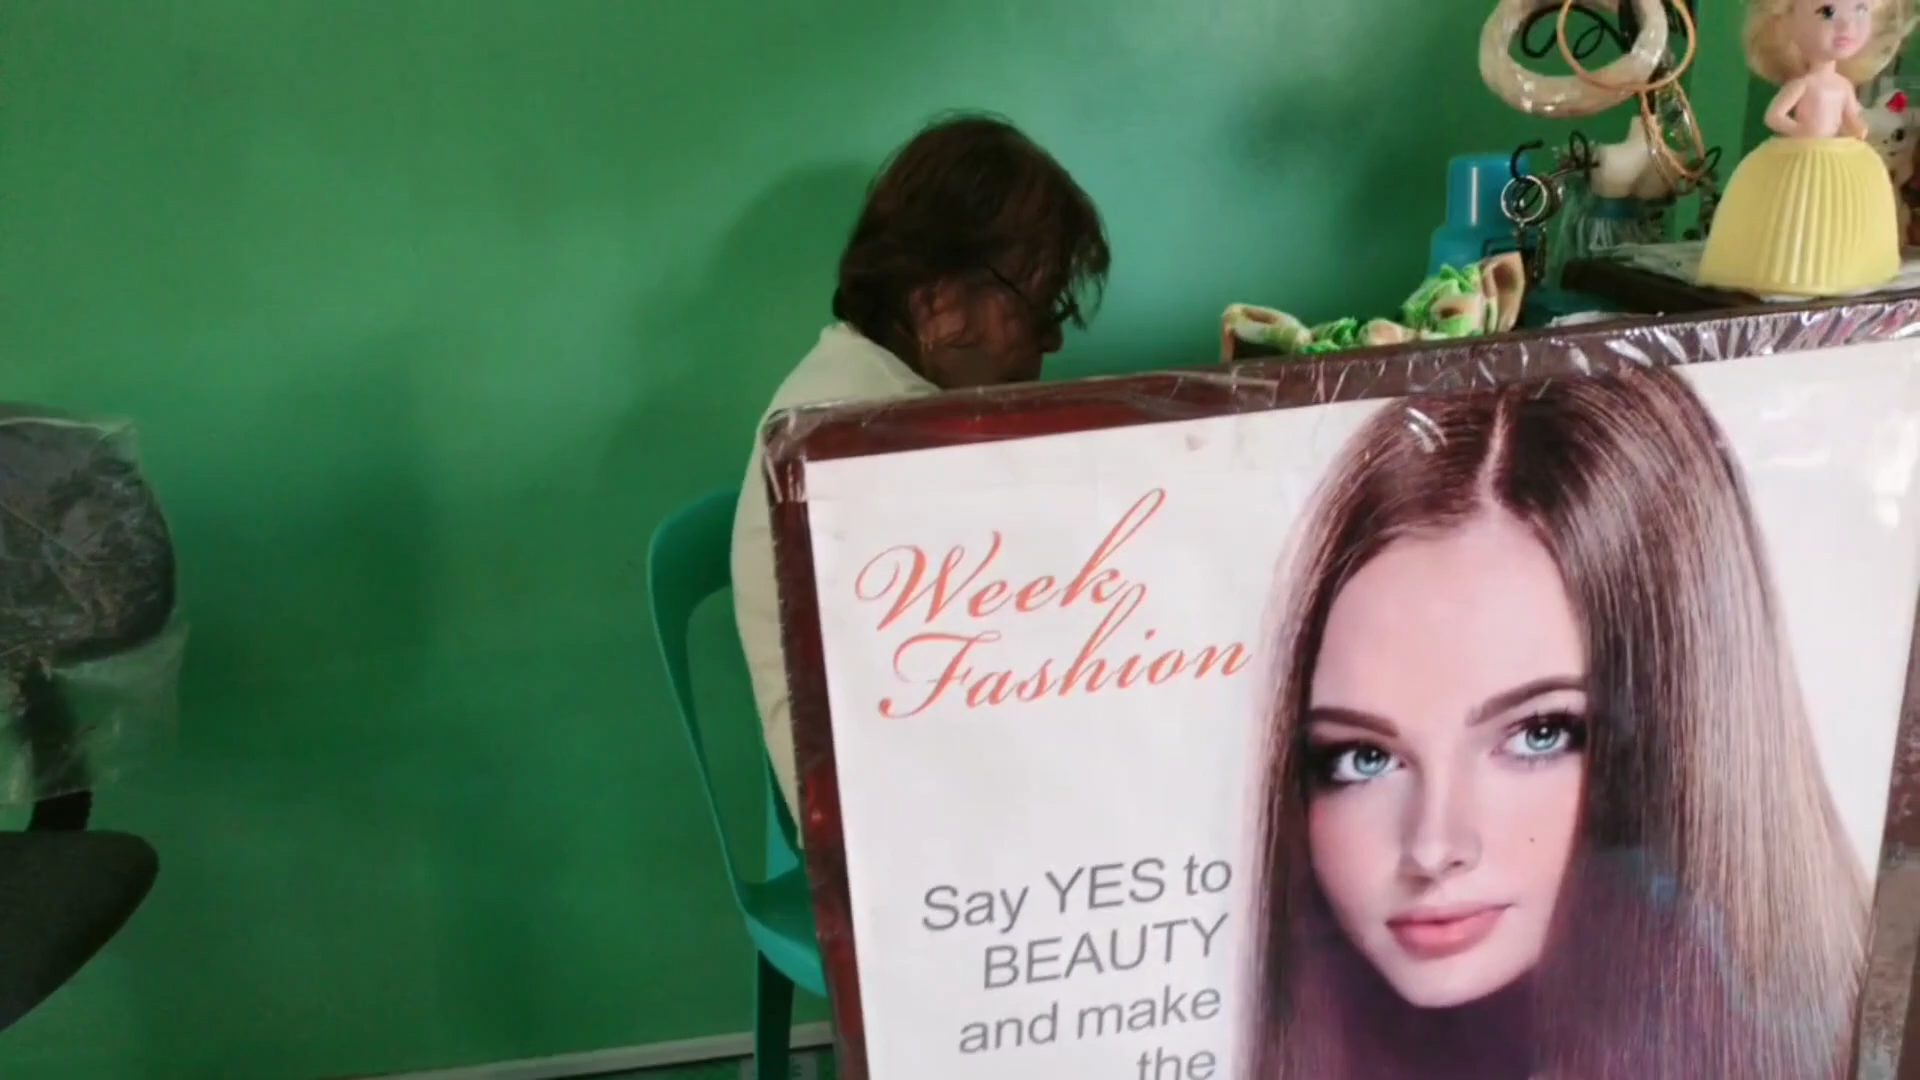 Week
Fashion
Say YES to
BEAUTY
and make
the